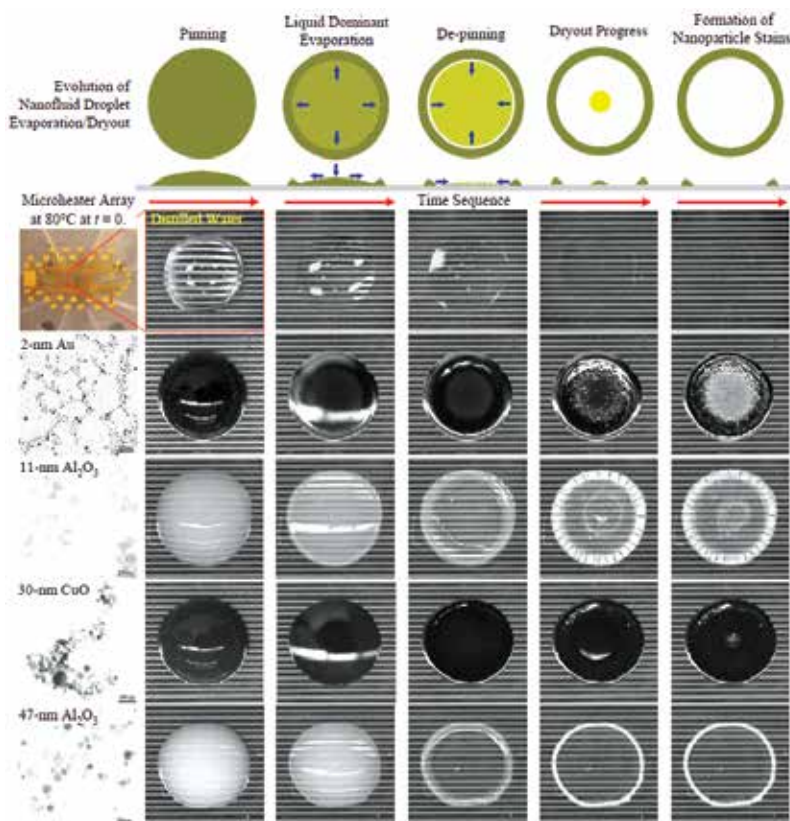 Pinning
Liquid Dominant
Evaporation
De-pinning
Dryout Progress
Formation of
Nanoparticle Stains
Evolution of
Nanofluid Droplet
Evaporation/Dryout
Microheater Array
at 80°C at t = 0.
Time Sequence
Distilled Water
2-nm Au
11-nm Al₂O₃
30-nm CuO
47-nm Al₂O₃